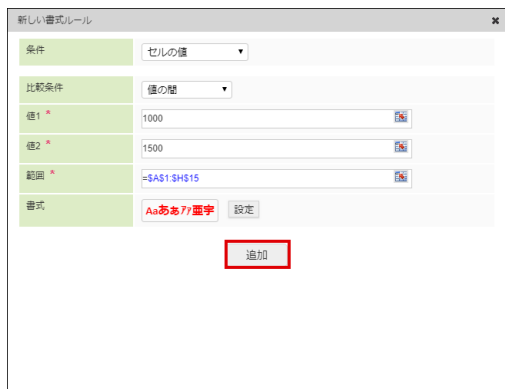 新しい書式ルール
条件 セルの値
比較条件 値の間
値1 * 1000
値2 * 1500
範囲 * =$A$1:$H$15
書式 Aaあぁアァ亜宇 設定
追加